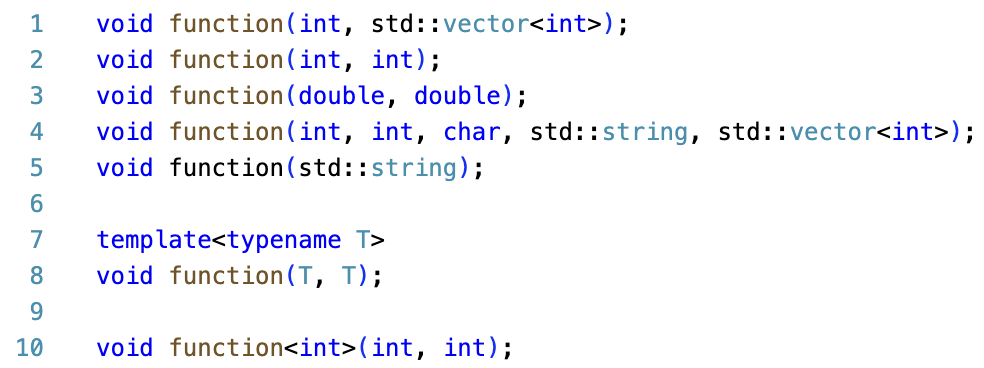 1 void function(int, std::vector<int>);
2 void function(int, int);
3 void function(double, double);
4 void function(int, int, char, std::string, std::vector<int>);
5 void function(std::string);
6
7 template<typename T>
8 void function(T, T);
9
10 void function<int>(int, int);